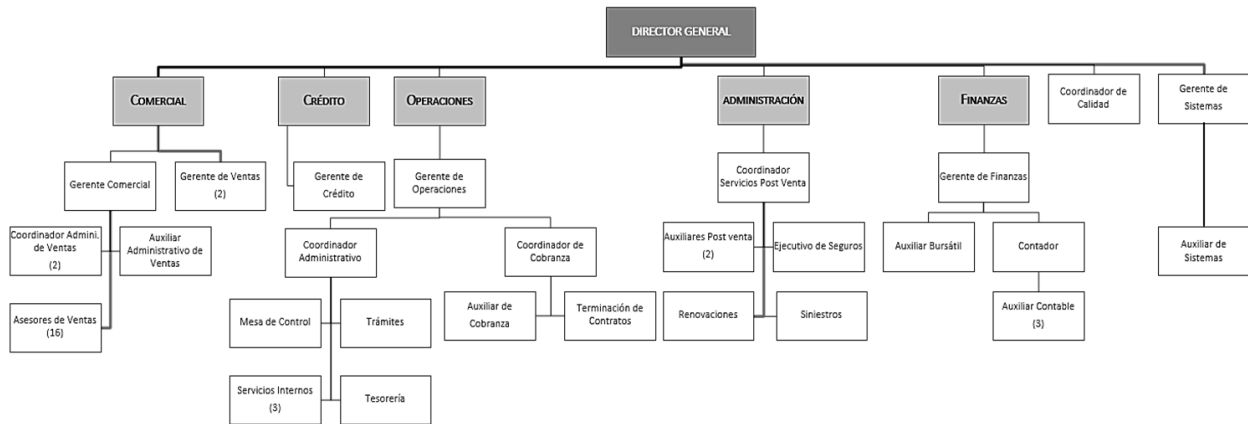 DIRECTOR GENERAL
COMERCIAL
CRÉDITO
OPERACIONES
ADMINISTRACIÓN
FINANZAS
Coordinador de
Calidad
Gerente de
Sistemas
Gerente Comercial
Gerente de Ventas
(2)
Gerente de
Crédito
Gerente de
Operaciones
Coordinador
Servicios Post Venta
Gerente de Finanzas
Coordinador Admini.
de Ventas
(2)
Auxiliar
Administrativo de
Ventas
Coordinador
Administrativo
Coordinador de
Cobranza
Auxiliares Post venta
(2)
Ejecutivo de Seguros
Auxiliar Bursátil
Contador
Auxiliar de
Sistemas
Asesores de Ventas
(16)
Mesa de Control
Trámites
Auxiliar de
Cobranza
Terminación de
Contratos
Renovaciones
Siniestros
Auxiliar Contable
(3)
Servicios Internos
(3)
Tesorería